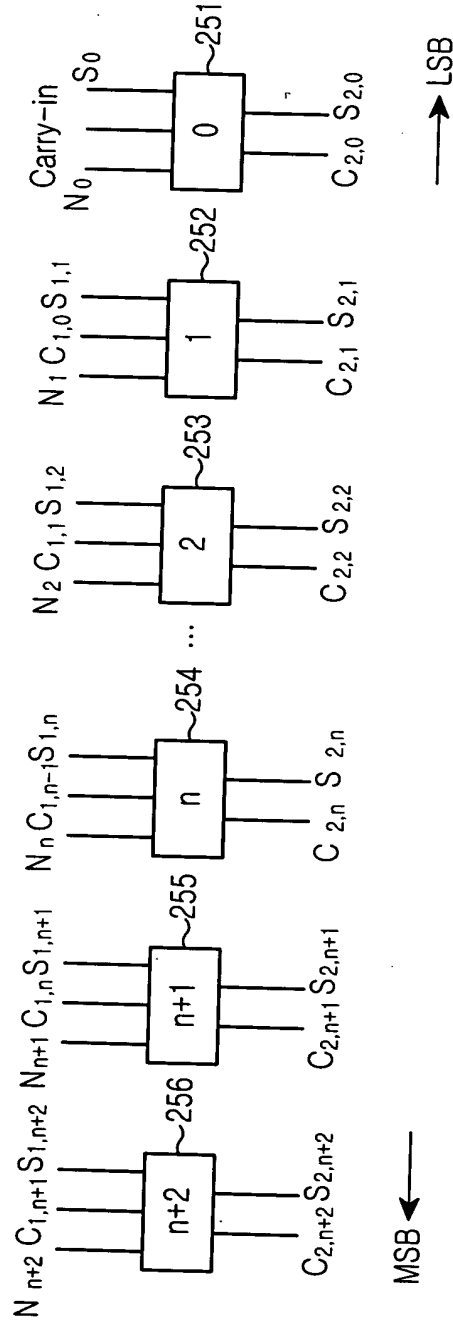 N n+2 C1,n+1 S1,n+2
256
n+2
C2,n+2 S2,n+2
Nn+1 C1,n S1,n+1
255
n+1
C2,n+1 S2,n+1
Nn C1,n-1 S1,n
254
n
C 2,n S 2,n
...
N2 C1,1 S1,2
253
2
C2,2 S2,2
N1 C1,0 S1,1
252
1
C2,1 S2,1
N0 Carry-in S0
251
0
C2,0 S2,0
MSB
LSB